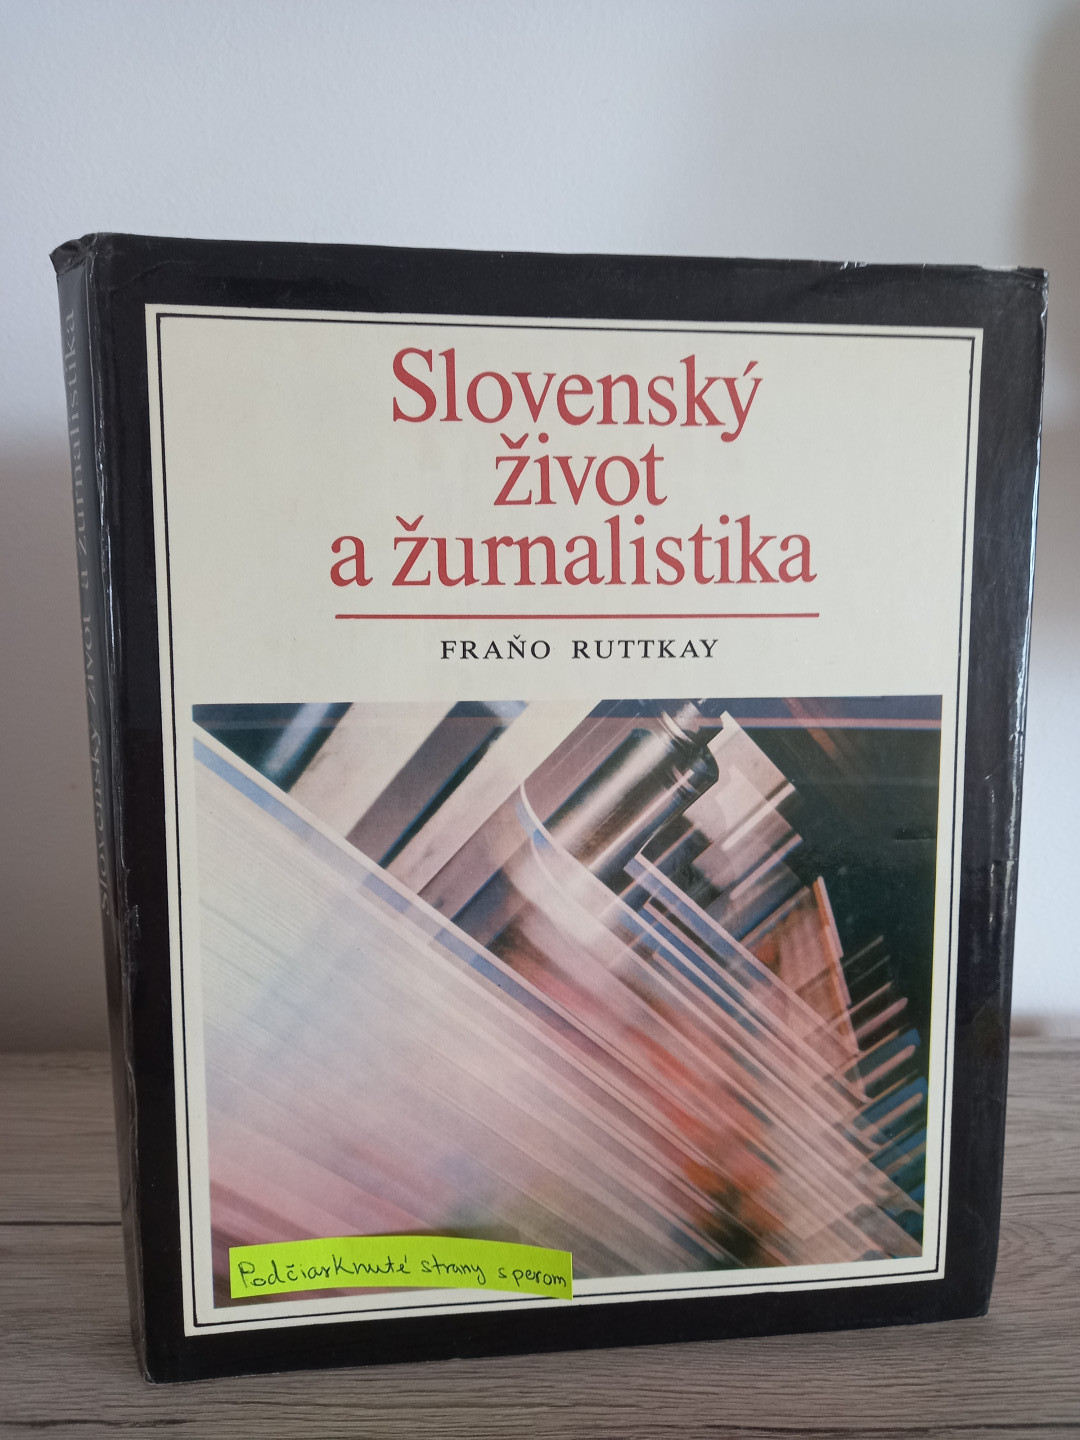 Slovenský
život
a žurnalistika
FRAŇO RUTTKAY
Podčiarknuté strany s perom
Slovenský život a žurnalistika